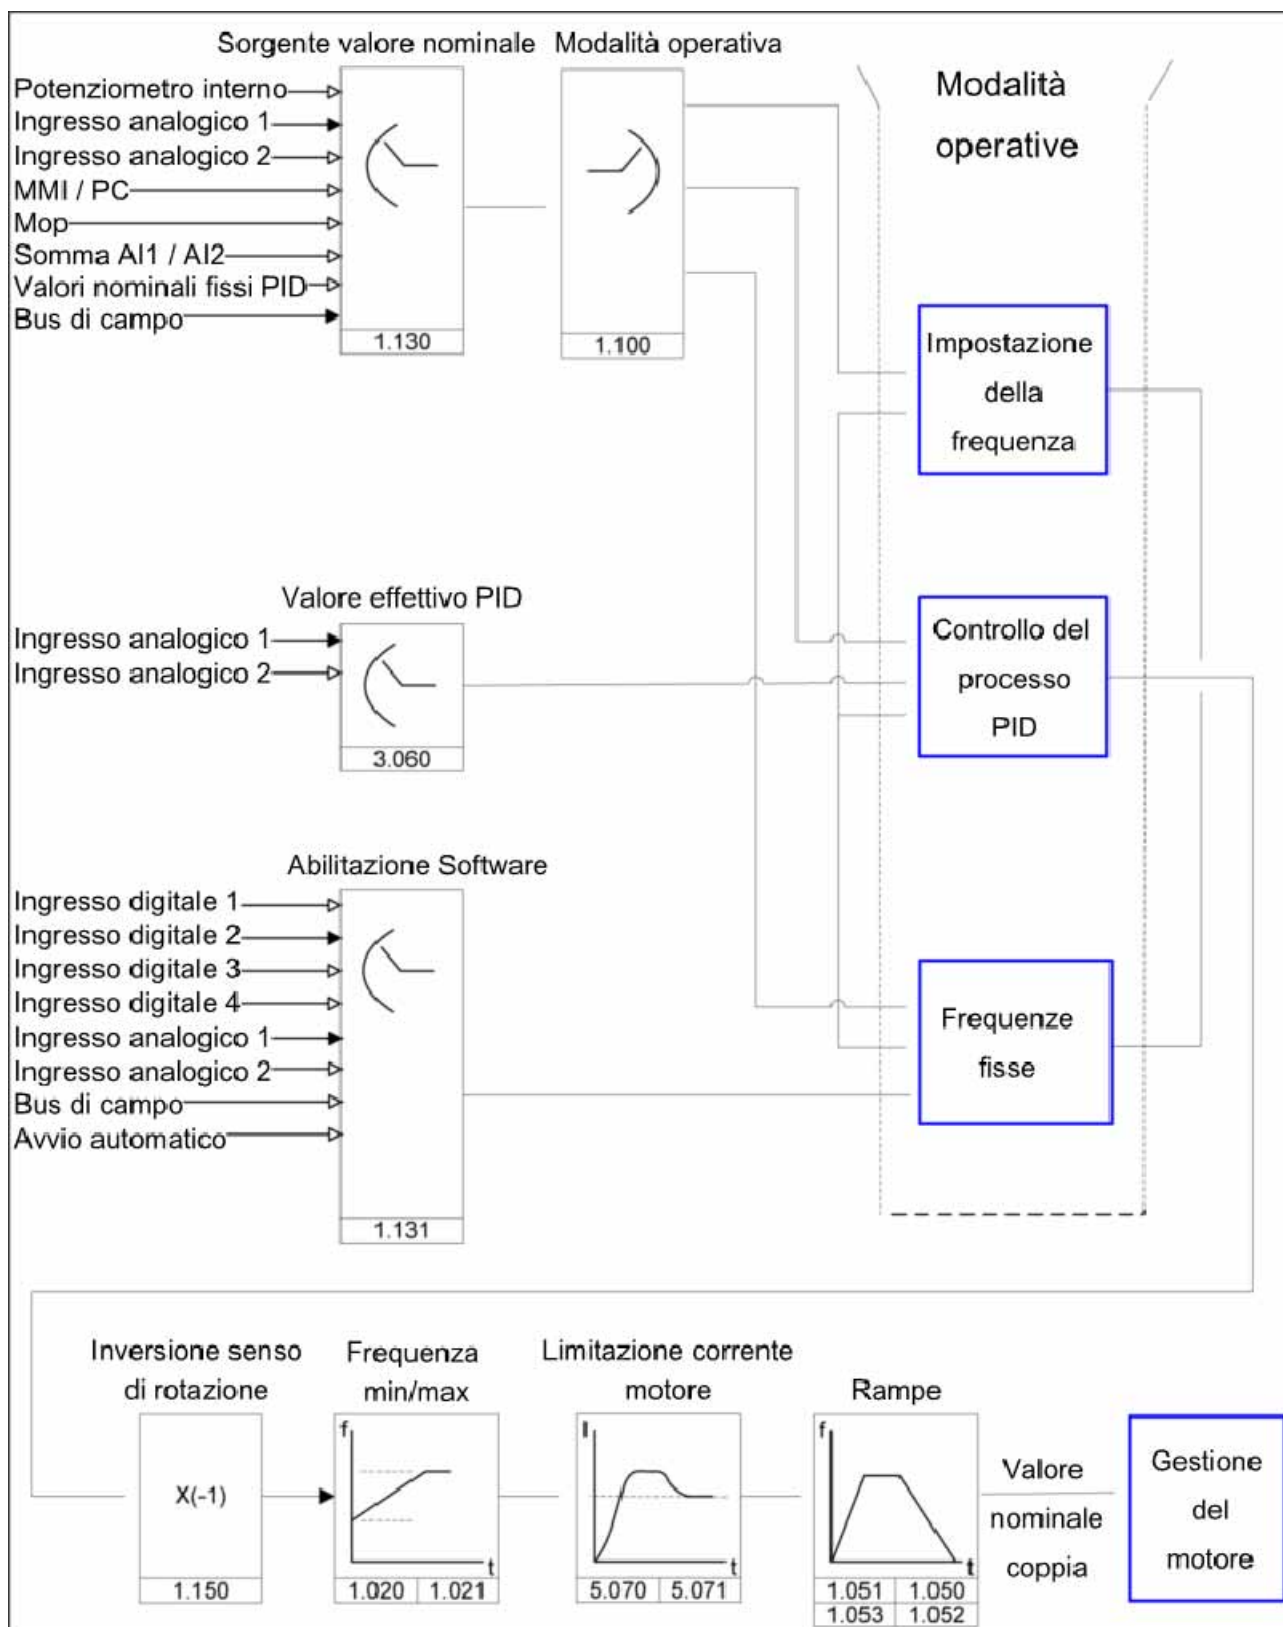 Sorgente valore nominale
Modalità operativa
Potenziometro interno
Ingresso analogico 1
Ingresso analogico 2
MMI / PC
Mop
Somma AI1 / AI2
Valori nominali fissi PID
Bus di campo
1.130
1.100
Modalità
operative
Impostazione
della
frequenza
Valore effettivo PID
Ingresso analogico 1
Ingresso analogico 2
3.060
Controllo del
processo
PID
Abilitazione Software
Ingresso digitale 1
Ingresso digitale 2
Ingresso digitale 3
Ingresso digitale 4
Ingresso analogico 1
Ingresso analogico 2
Bus di campo
Avvio automatico
1.131
Frequenze
fisse
Inversione senso
di rotazione
X(-1)
1.150
Frequenza
min/max
f
t
1.020 1.021
Limitazione corrente
motore
I
t
5.070 5.071
Rampe
f
t
1.051 1.050
1.053 1.052
Valore
nominale
coppia
Gestione
del
motore